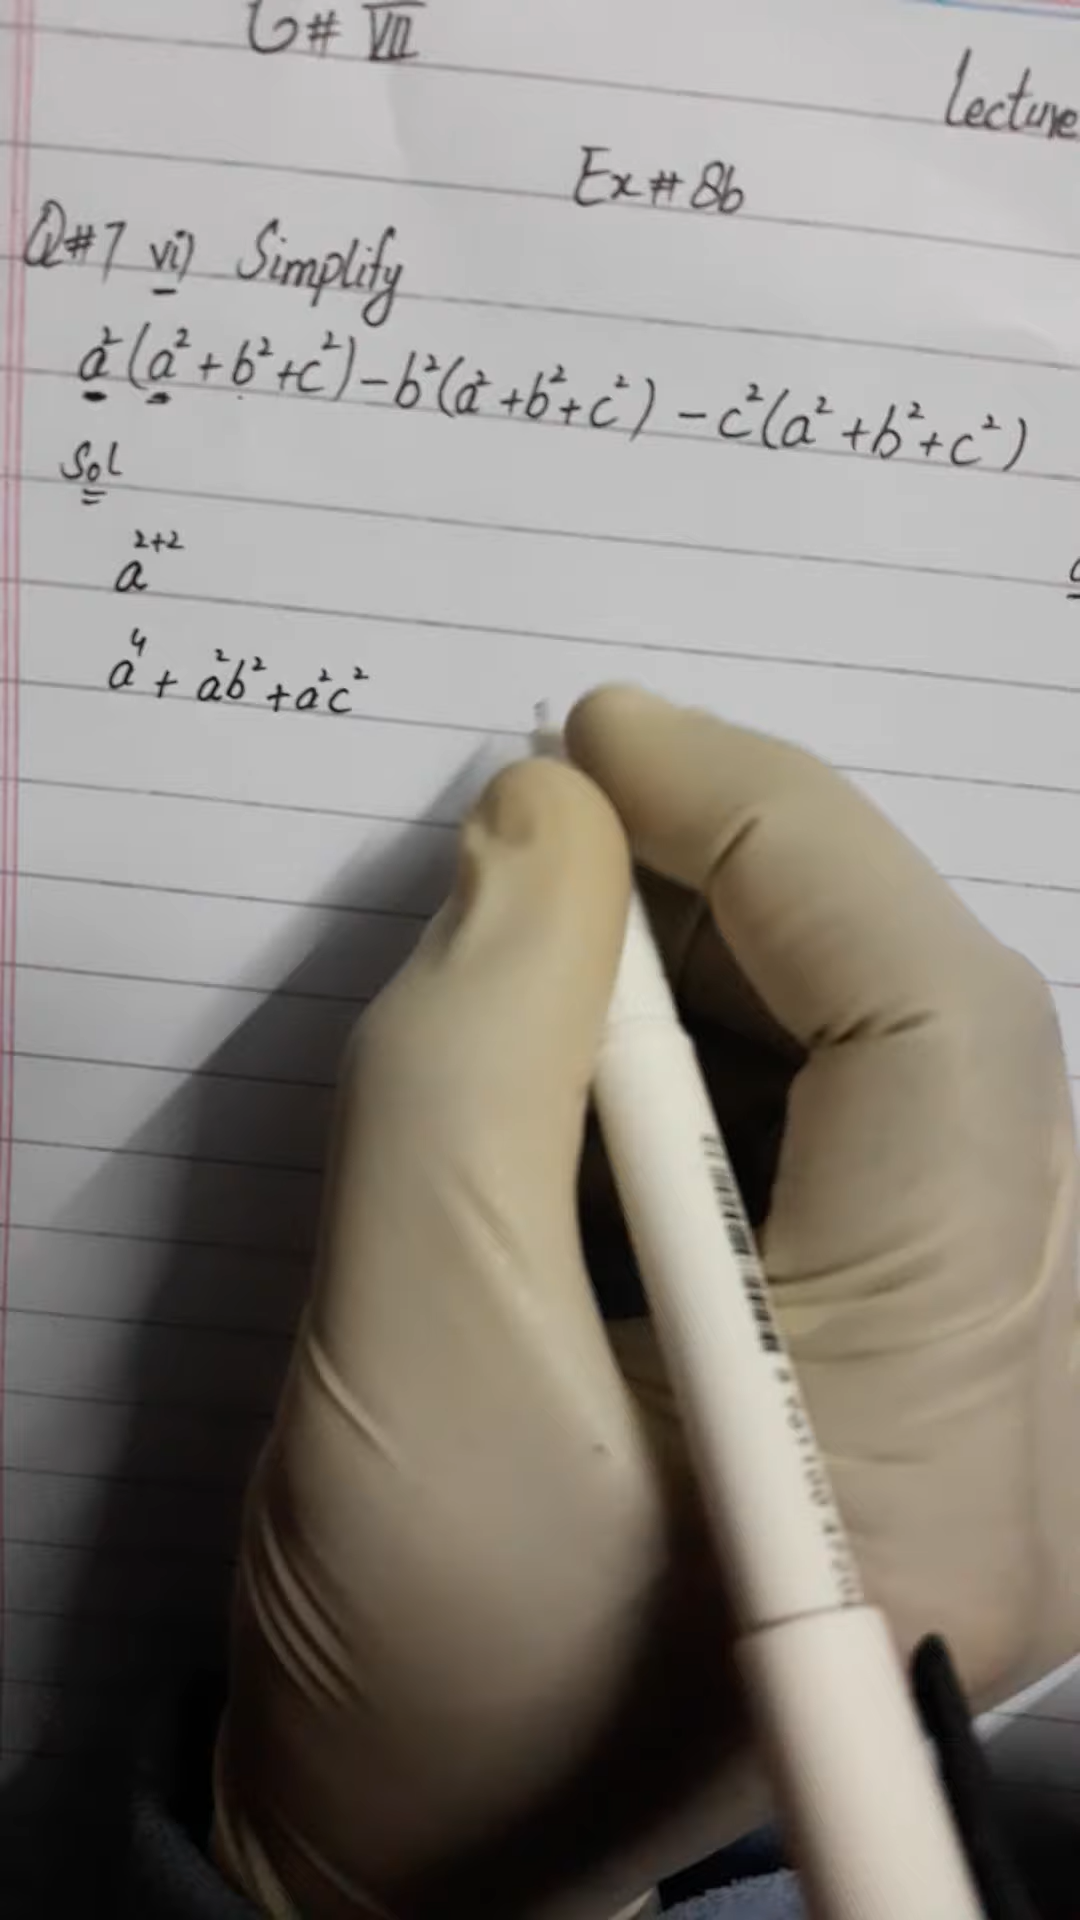 G# VII
Lecture
Ex # 8b
Q#7 vi) Simplify
a²(a²+b²+c²)-b²(a²+b²+c²)-c²(a²+b²+c²)
Sol
a²⁺²
a⁴+a²b²+a²c²